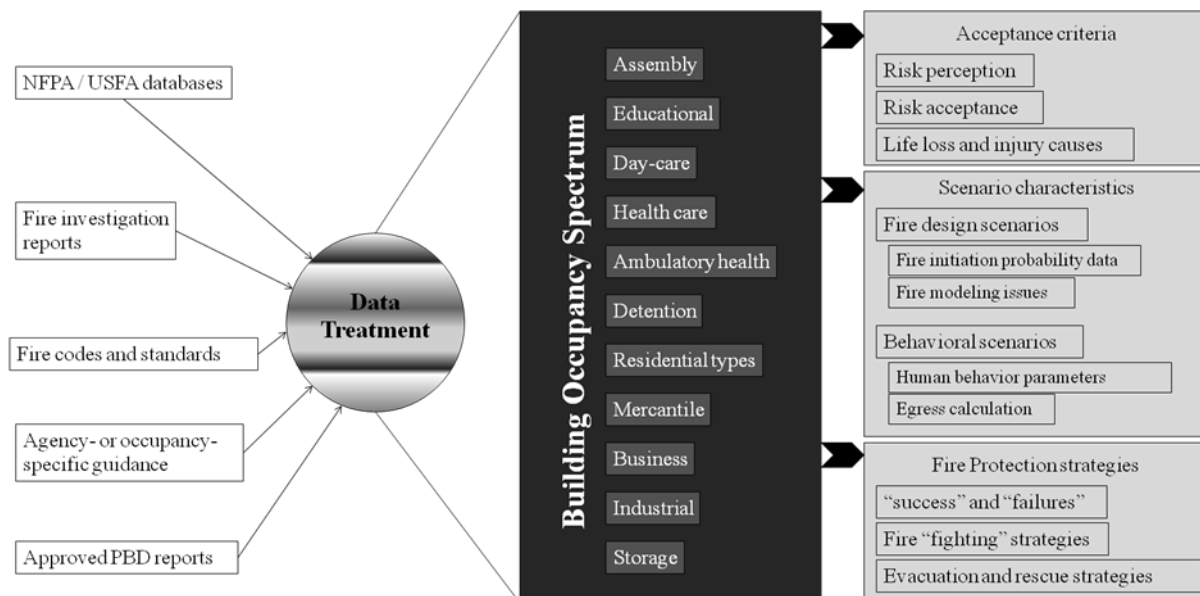 NFPA / USFA databases
Fire investigation
reports
Fire codes and standards
Agency- or occupancy-
specific guidance
Approved PBD reports
Data
Treatment
Building Occupancy Spectrum
Assembly
Educational
Day-care
Health care
Ambulatory health
Detention
Residential types
Mercantile
Business
Industrial
Storage
Acceptance criteria
Risk perception
Risk acceptance
Life loss and injury causes
Scenario characteristics
Fire design scenarios
Fire initiation probability data
Fire modeling issues
Behavioral scenarios
Human behavior parameters
Egress calculation
Fire Protection strategies
“success” and “failures”
Fire “fighting” strategies
Evacuation and rescue strategies